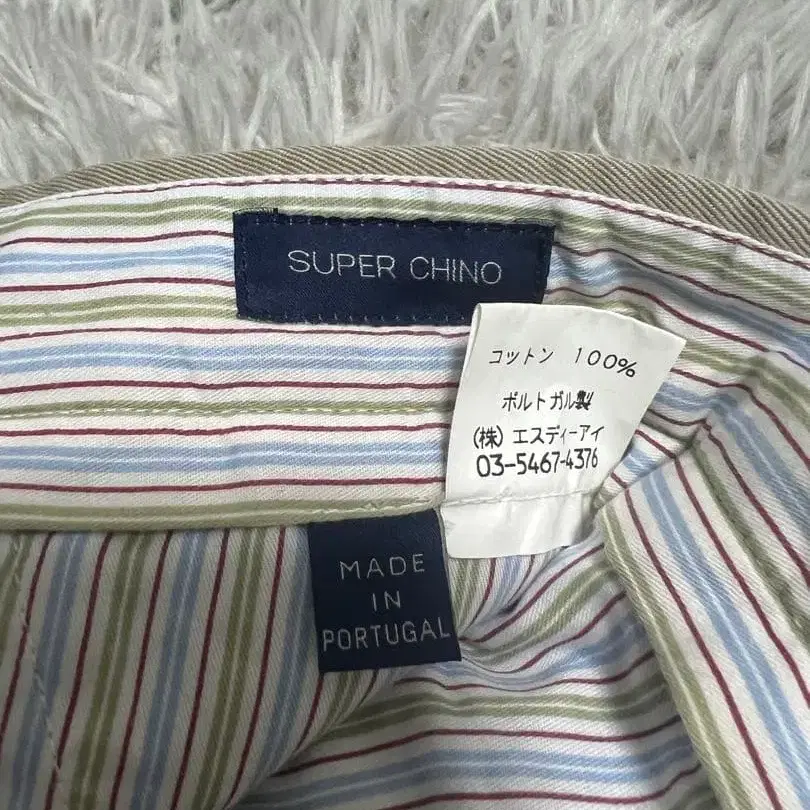 SUPER CHINO
コットン 100%
ポルトガル製
(株) エスディーアイ
03-5467-4376
MADE
IN
PORTUGAL